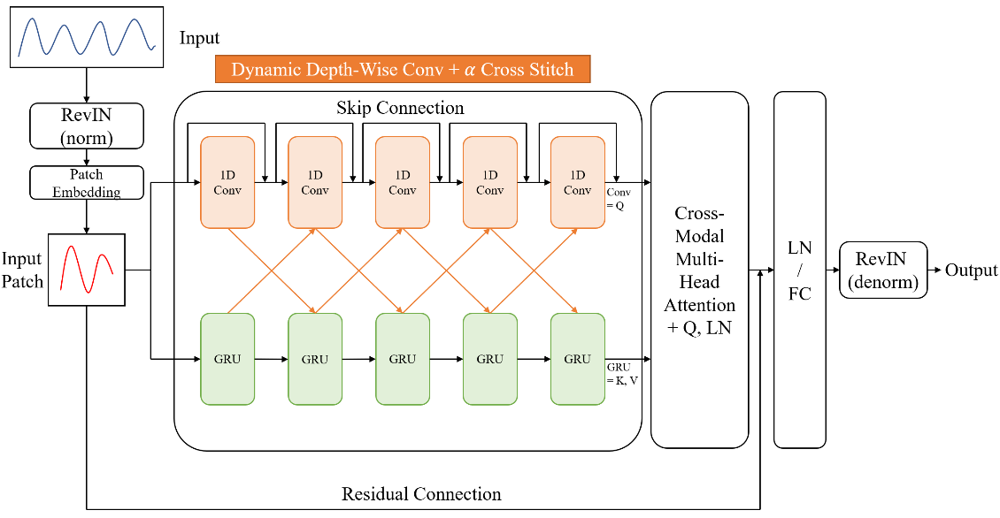 Input
Dynamic Depth-Wise Conv + α Cross Stitch
RevIN
(norm)
Patch
Embedding
Input
Patch
Skip Connection
1D
Conv
1D
Conv
1D
Conv
1D
Conv
1D
Conv
Conv
= Q
GRU
GRU
GRU
GRU
GRU
GRU
= K, V
Cross-
Modal
Multi-
Head
Attention
+ Q, LN
LN
/
FC
RevIN
(denorm)
Output
Residual Connection